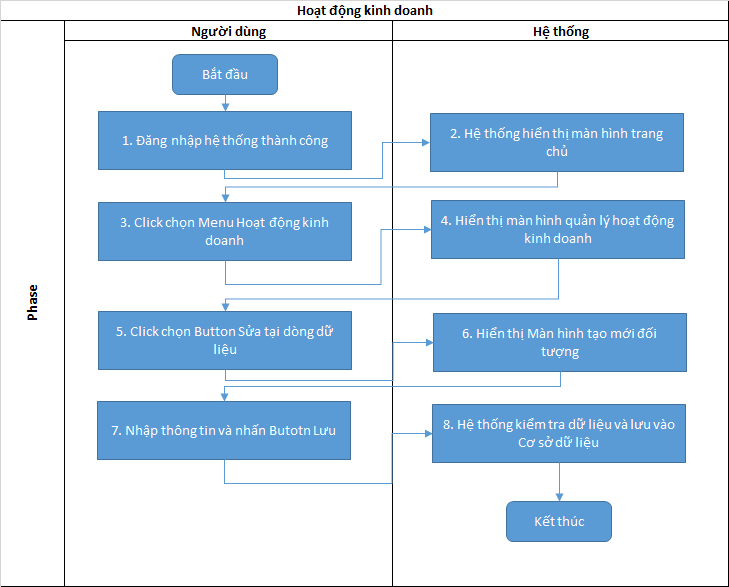 Hoạt động kinh doanh
Người dùng
Hệ thống
Phase
Bắt đầu
1. Đăng nhập hệ thống thành công
2. Hệ thống hiển thị màn hình trang
chủ
3. Click chọn Menu Hoạt động kinh
doanh
4. Hiển thị màn hình quản lý hoạt động
kinh doanh
5. Click chọn Button Sửa tại dòng dữ
liệu
6. Hiển thị Màn hình tạo mới đối
tượng
7. Nhập thông tin và nhấn Butotn Lưu
8. Hệ thống kiểm tra dữ liệu và lưu vào
Cơ sở dữ liệu
Kết thúc